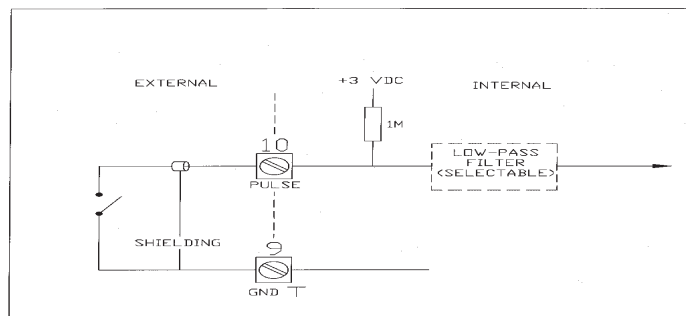 +3 VDC
EXTERNAL
INTERNAL
1M
10
PULSE
LOW-PASS
FILTER
(SELECTABLE)
SHIELDING
9
GND